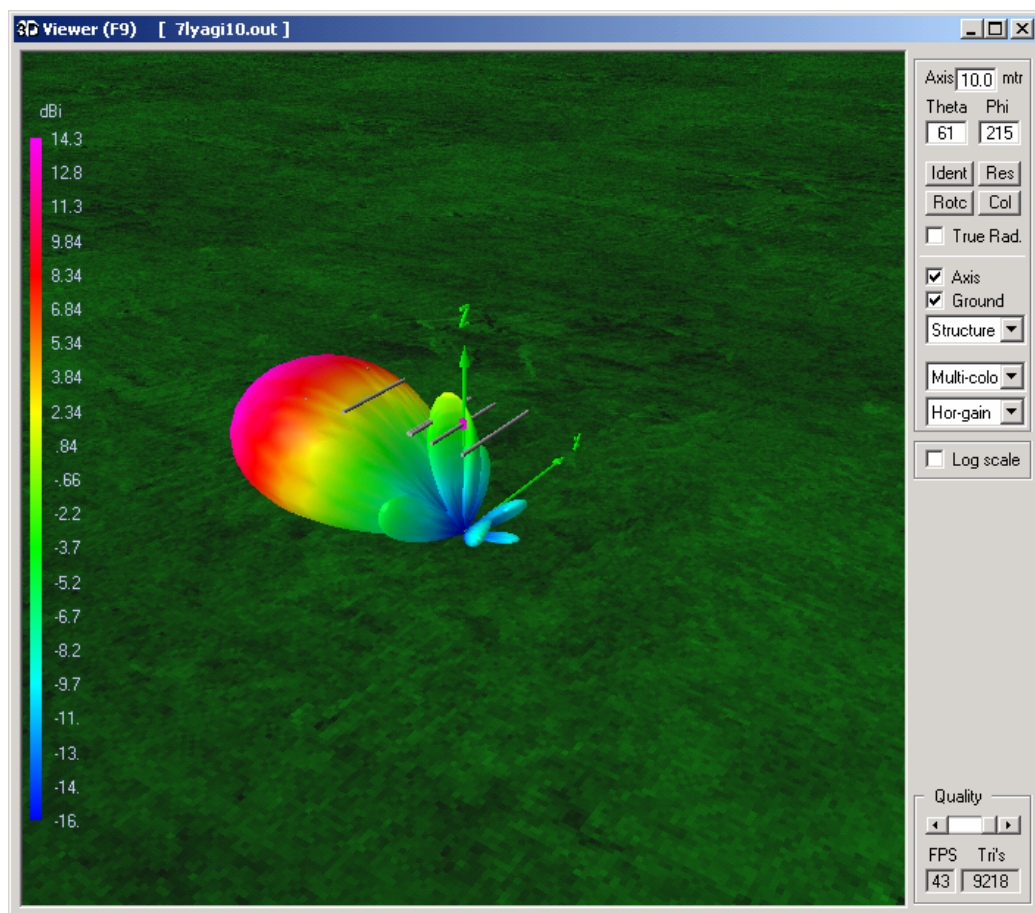 3D Viewer (F9) [ 7lyagi10.out ]
dBi
14.3
12.8
11.3
9.84
8.34
6.84
5.34
3.84
2.34
.84
-.66
-2.2
-3.7
-5.2
-6.7
-8.2
-9.7
-11.
-13.
-14.
-16.
Z
Axis 10.0 mtr
Theta Phi
61 215
Ident Res
Rotc Col
True Rad.
Axis
Ground
Structure
Multi-colo
Hor-gain
Log scale
Quality
FPS Tri's
43 9218